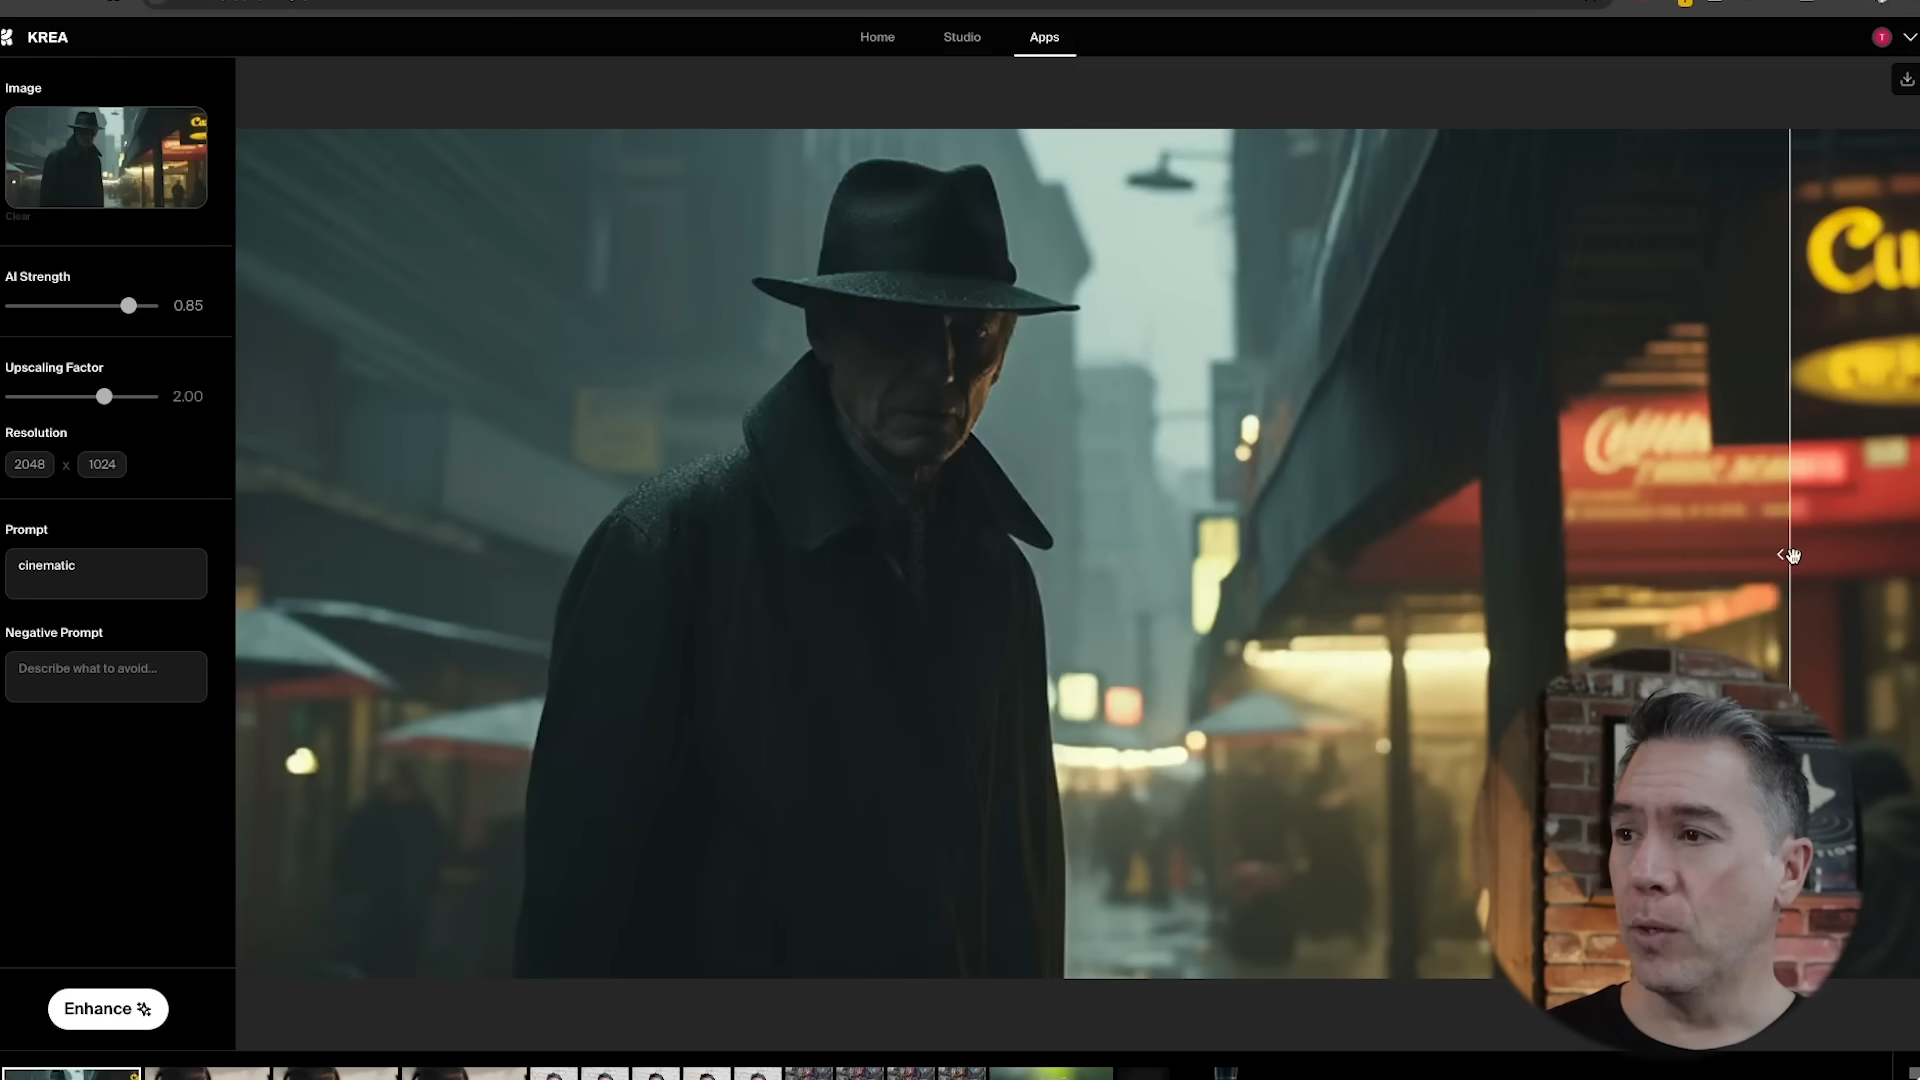 KREA
Home
Studio
Apps
T
Image
Clear
AI Strength
0.85
Upscaling Factor
2.00
Resolution
2048 x 1024
Prompt
cinematic
Negative Prompt
Describe what to avoid...
Enhance
Cu